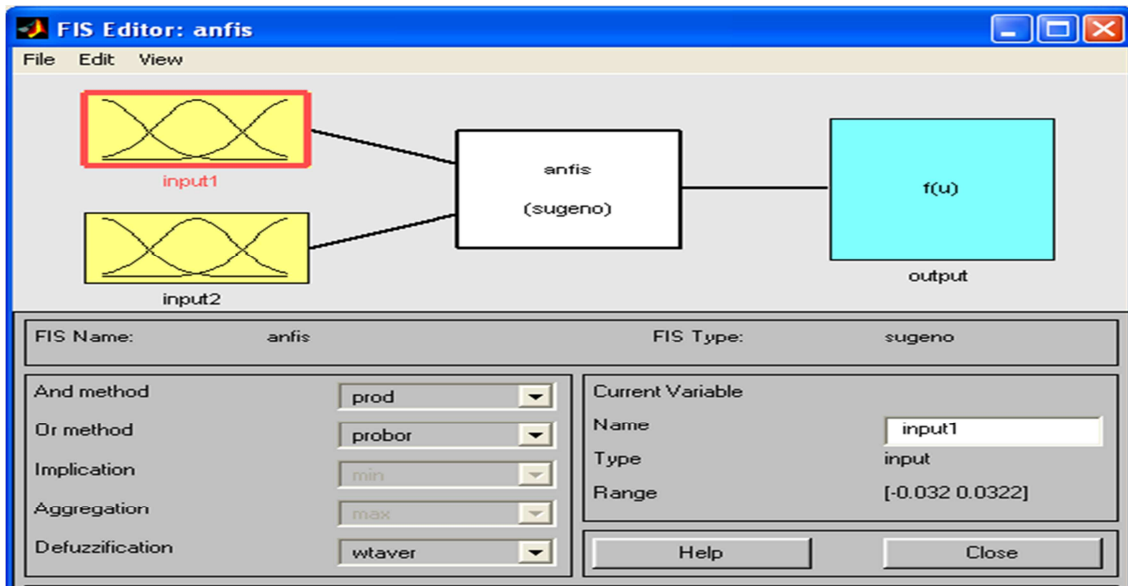 FIS Editor: anfis
File Edit View
input1
input2
anfis
(sugeno)
f(u)
output
FIS Name: anfis FIS Type: sugeno
And method prod
Or method probor
Implication min
Aggregation max
Defuzzification wtaver
Current Variable
Name input1
Type input
Range [-0.032 0.0322]
Help Close